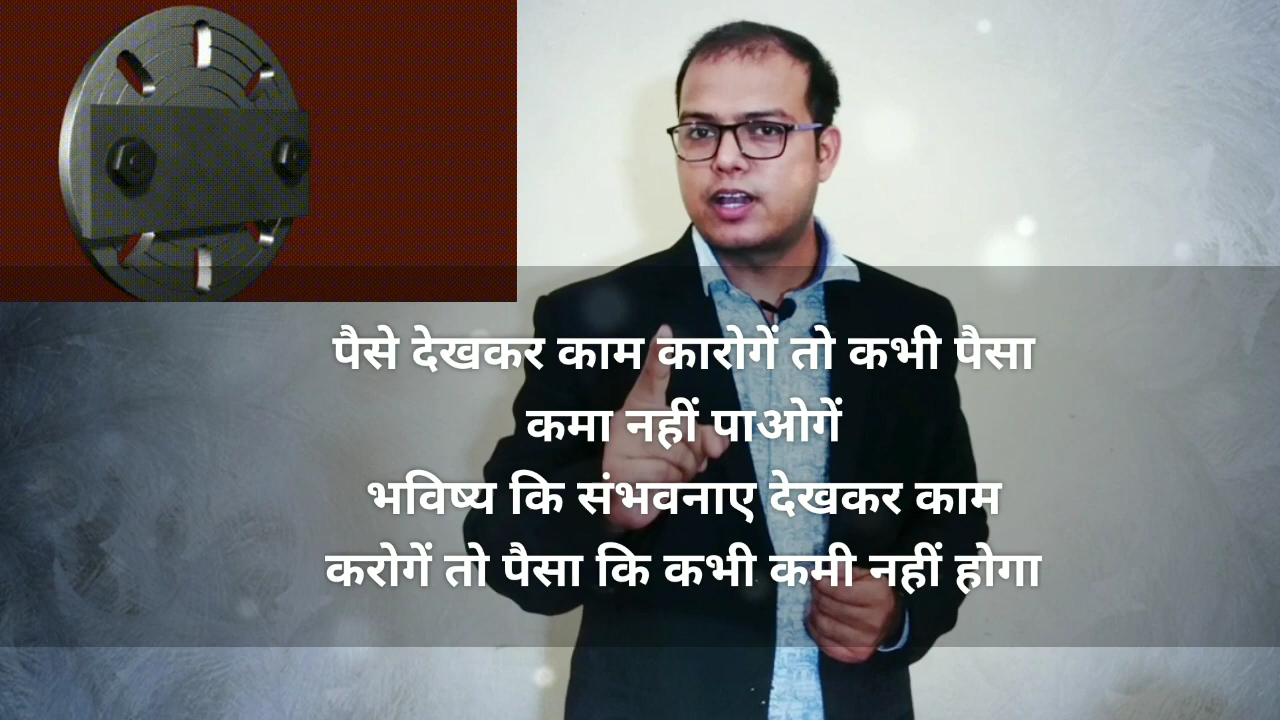 पैसे देखकर काम कारोगें तो कभी पैसा
कमा नहीं पाओगें
भविष्य कि संभवनाए देखकर काम
करोगें तो पैसा कि कभी कमी नहीं होगा